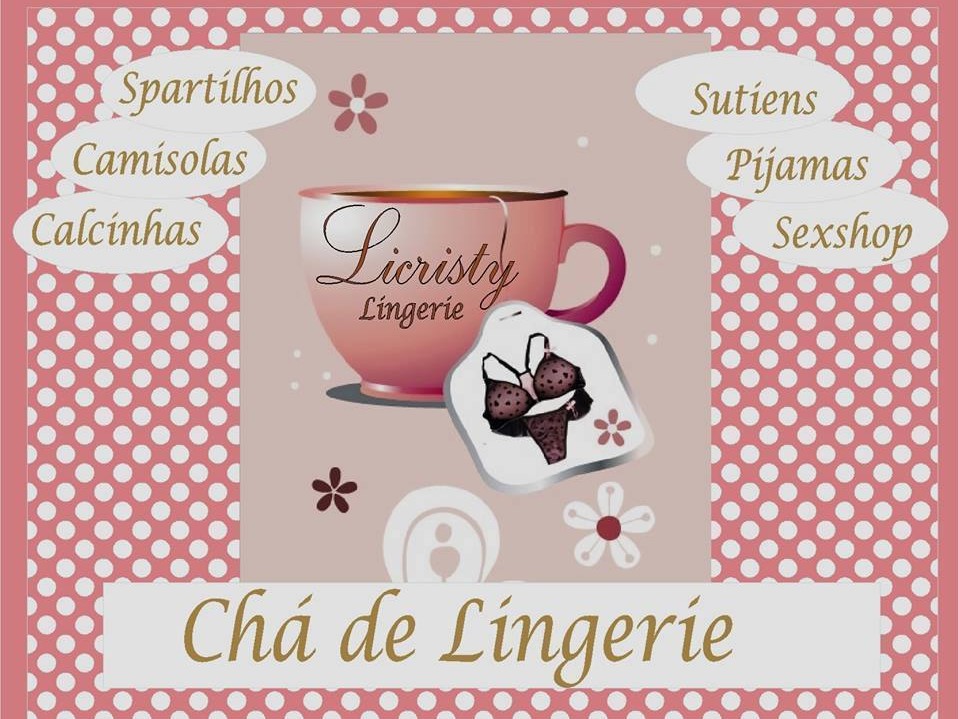 Spartilhos
Camisolas
Calcinhas
Sutiens
Pijamas
Sexshop
Licristy
Lingerie
Chá de Lingerie